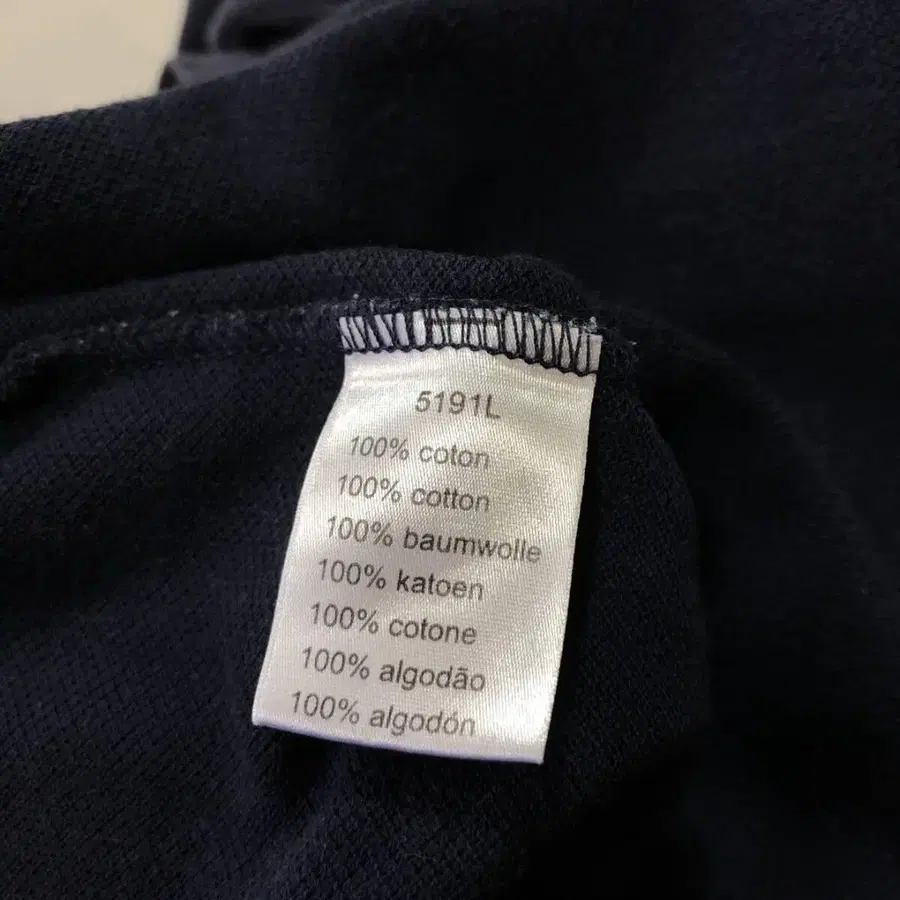 5191L
100% coton
100% cotton
100% baumwolle
100% katoen
100% cotone
100% algodão
100% algodón